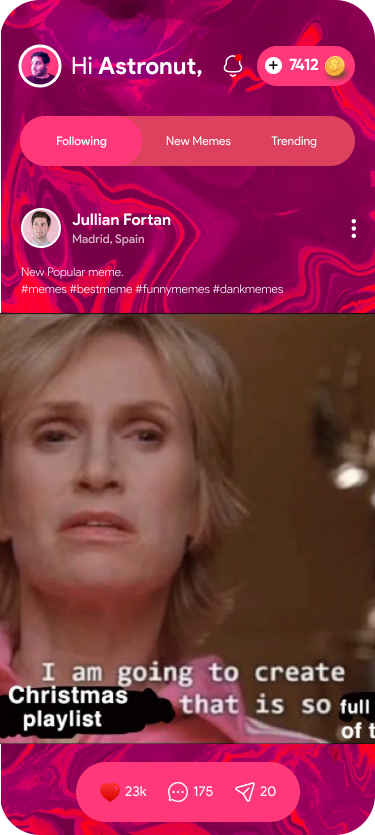 Hi Astronut,
7412
Following
New Memes
Trending
Jullian Fortan
Madrid, Spain
New Popular meme.
#memes #bestmeme #funnymemes #dankmemes
I am going to create
Christmas
playlist
that is so full
of t
23k
175
20